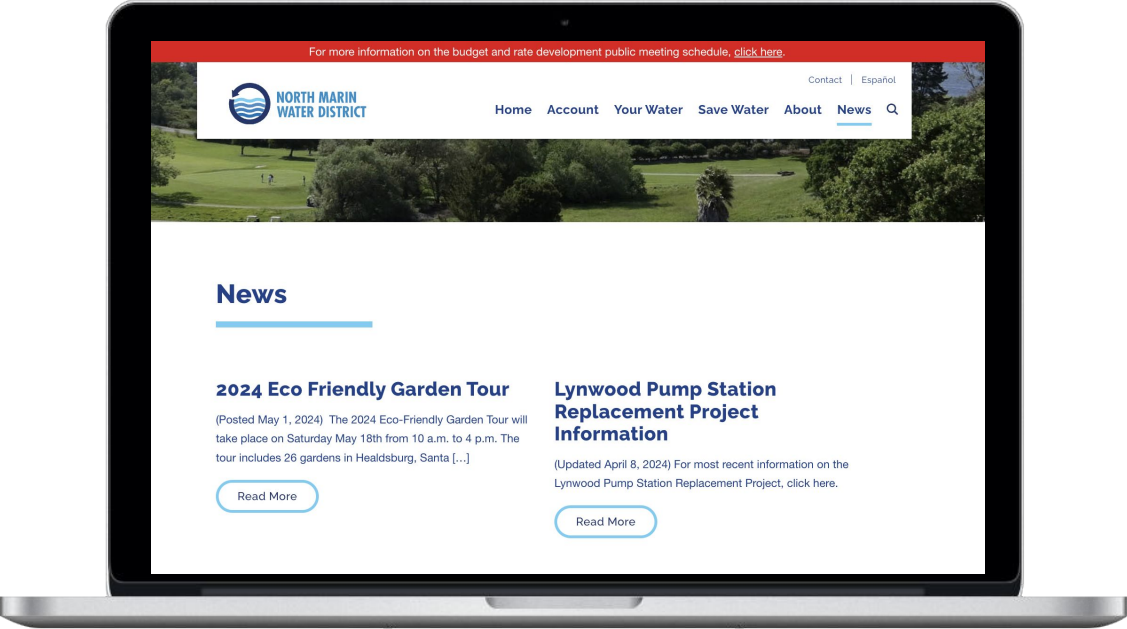 For more information on the budget and rate development public meeting schedule, click here.
Contact | Español
NORTH MARIN
WATER DISTRICT
Home Account Your Water Save Water About News
News
2024 Eco Friendly Garden Tour
(Posted May 1, 2024)  The 2024 Eco-Friendly Garden Tour will
take place on Saturday May 18th from 10 a.m. to 4 p.m. The
tour includes 26 gardens in Healdsburg, Santa […]
Read More
Lynwood Pump Station
Replacement Project
Information
(Updated April 8, 2024) For most recent information on the
Lynwood Pump Station Replacement Project, click here.
Read More